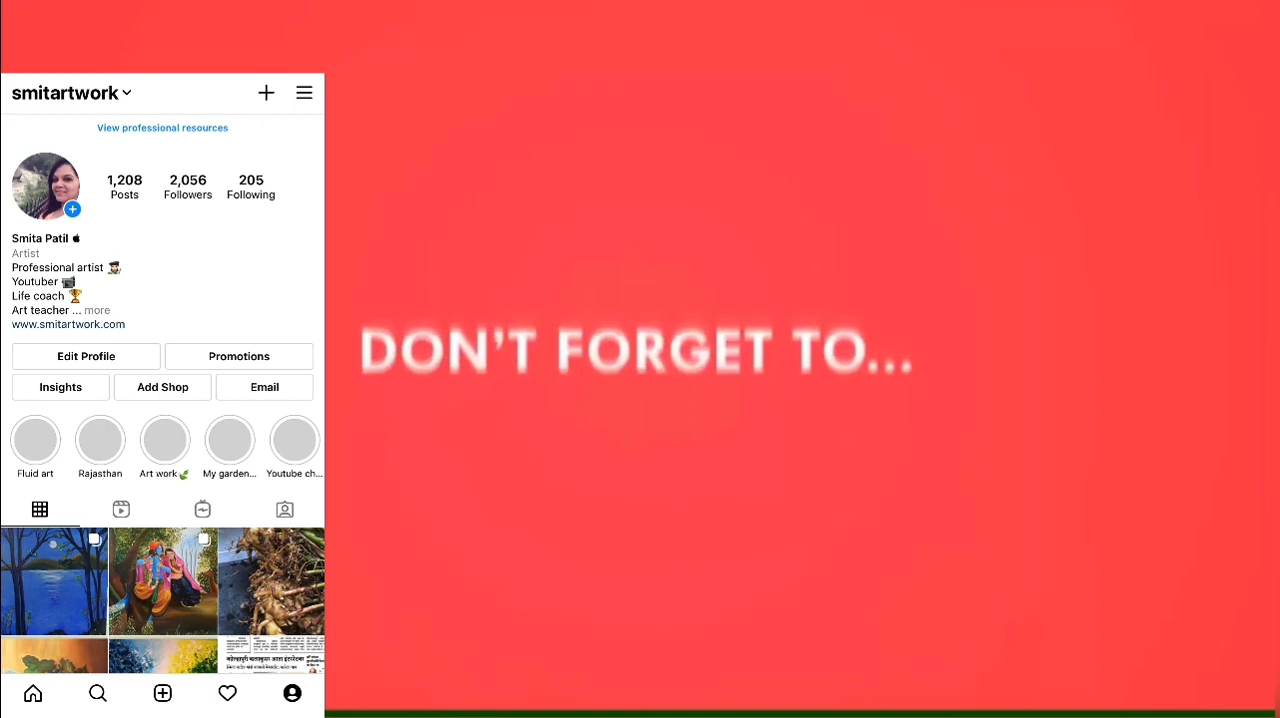 smitartwork
View professional resources
1,208 2,056 205
Posts Followers Following
Smita Patil
Artist
Professional artist
Youtuber
Life coach
Art teacher ... more
www.smitartwork.com
Edit Profile Promotions
Insights Add Shop Email
Fluid art Rajasthan Art work My garden... Youtube ch...
DON'T FORGET TO...